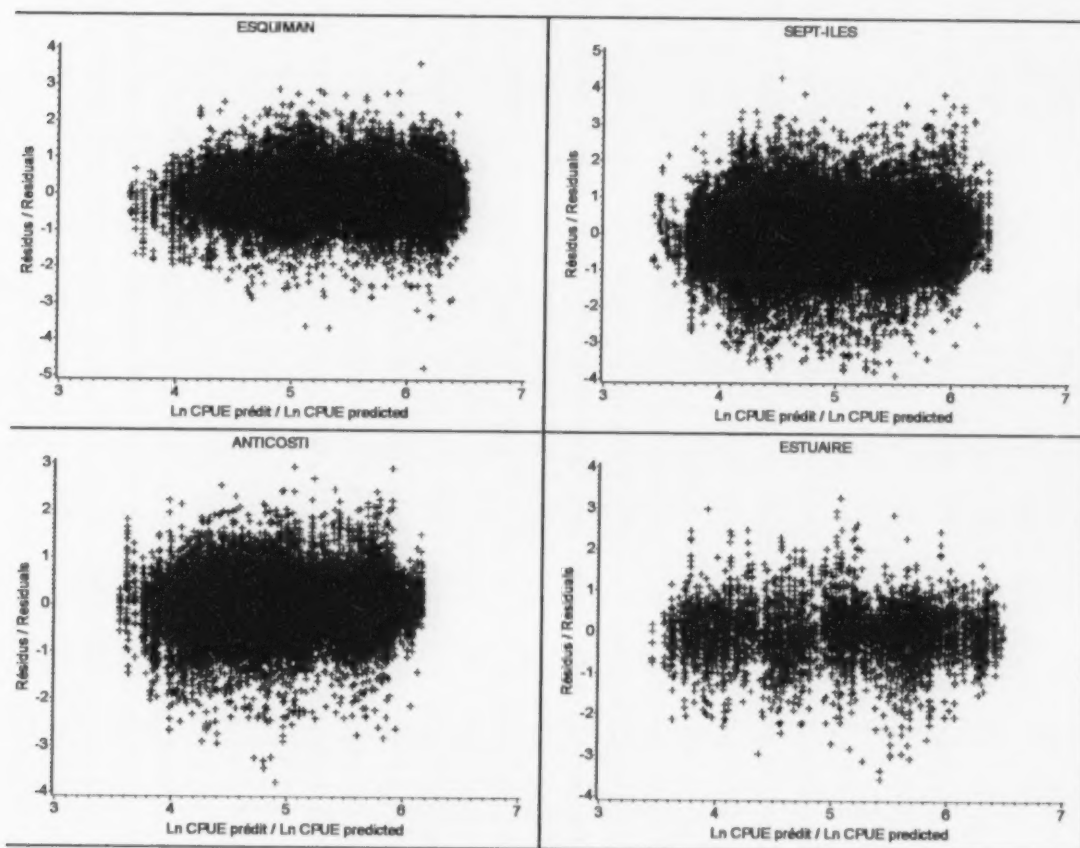 ESQUIMAN
4
3
2
1
0
-1
-2
-3
-4
-5
Résidus / Residuals
3 4 5 6 7
Ln CPUE prédit / Ln CPUE predicted
SEPT-ILES
5
4
3
2
1
0
-1
-2
-3
-4
Résidus / Residuals
3 4 5 6 7
Ln CPUE prédit / Ln CPUE predicted
ANTICOSTI
3
2
1
0
-1
-2
-3
-4
Résidus / Residuals
3 4 5 6 7
Ln CPUE prédit / Ln CPUE predicted
ESTUAIRE
4
3
2
1
0
-1
-2
-3
-4
Résidus / Residuals
3 4 5 6 7
Ln CPUE prédit / Ln CPUE predicted